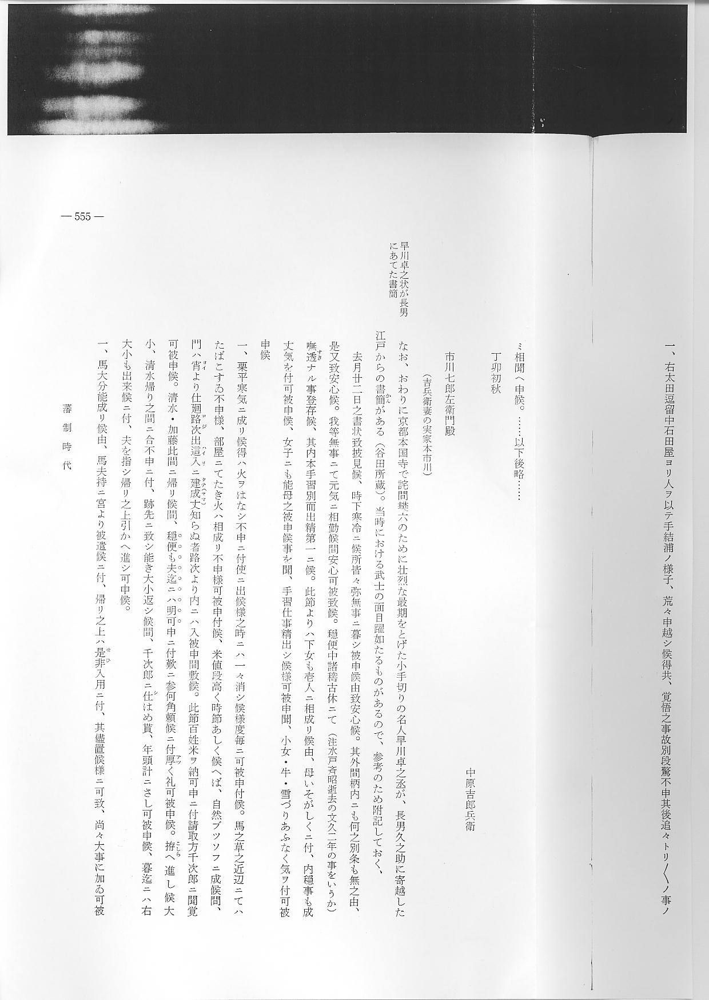 一、右太田逗留中石田屋ヨリ人ヲ以テ手結浦ノ様子、荒々申越シ候得共、覚悟之事故別段驚不申其後追々トリ〱ノ事ノ
ミ相聞ヘ申候。……以下後略……
丁卯初秋
中原吉郎兵衛
市川七郎左衛門殿
（吉兵衛妻の実家本市川）
早川卓之状が長男
にあてた書簡
なお、おわりに京都本国寺で詫間樊六のために壮烈な最期をとげた小手切りの名人早川卓之丞が、長男久之助に寄越した
江戸からの書簡がある（谷田所蔵）。当時における武士の面目躍如たるものがあるので、参考のため附記しておく、
去月廿二日之書状致披見候、時下寒冷ニ候所皆々弥無事ニ暮シ被申候由致安心候。其外間柄内ニも何之別条も無之由、
是又致安心候。我等無事ニて元気ニ相勤候間安心可被致候。穏便中諸稽古休ニて（注水戸斉昭逝去の文久二年の事をいうか）
嘸透ナル事登存候、其内本手習別而出精第一ニ候。此節よりハ下女も壱人ニ相成リ候由、母いそがしくニ付、内穏事も成
丈気を付可被申候、女子ニも能母之被申候事を聞、手習仕事精出シ候様可被申聞、小女・牛・雪づりあふなく気ヲ付可被
申候
一、栗平寒気ニ成リ候得ハ火ヲはなシ不申ニ付使ニ出候様之時ニハ一々消シ候様度毎ニ可被申付候。馬之草之近辺ニてハ
たばこすゐ不申様、部屋ニてたき火ハ相成リ不申様可被申付候、米値段高く時節あしく候へば、自然ブツソフニ成候間、
門ハ宵より仕廻路次出這入ニ建成丈知らぬ者路次より内ニハ入被申間敷候。此節百姓米ヲ納可申ニ付請取方千次郎ニ聞覚
可被申候。清水・加藤此間ニ帰リ候間、穏便も夫迄ニハ明可申ニ付歎ニ参何角頼候ニ付厚く礼可被申候。拵へ進し候大
小、清水帰り之間ニ合不申ニ付、跡先ニ致シ能き大小返シ候間、千次郎ニ仕はめ貰、年頭計ニさし可被申候、暮迄ニハ右
大小も出来候ニ付、夫を指シ帰リ之上引かへ進シ可申候。
一、馬大分能成リ候由、馬夫持ニ宮より被遣候ニ付、帰リ之上ハ是非入用ニ付、其儘置候様ニ可致、尚々大事に加ゐ可被
藩制時代
— 555 —